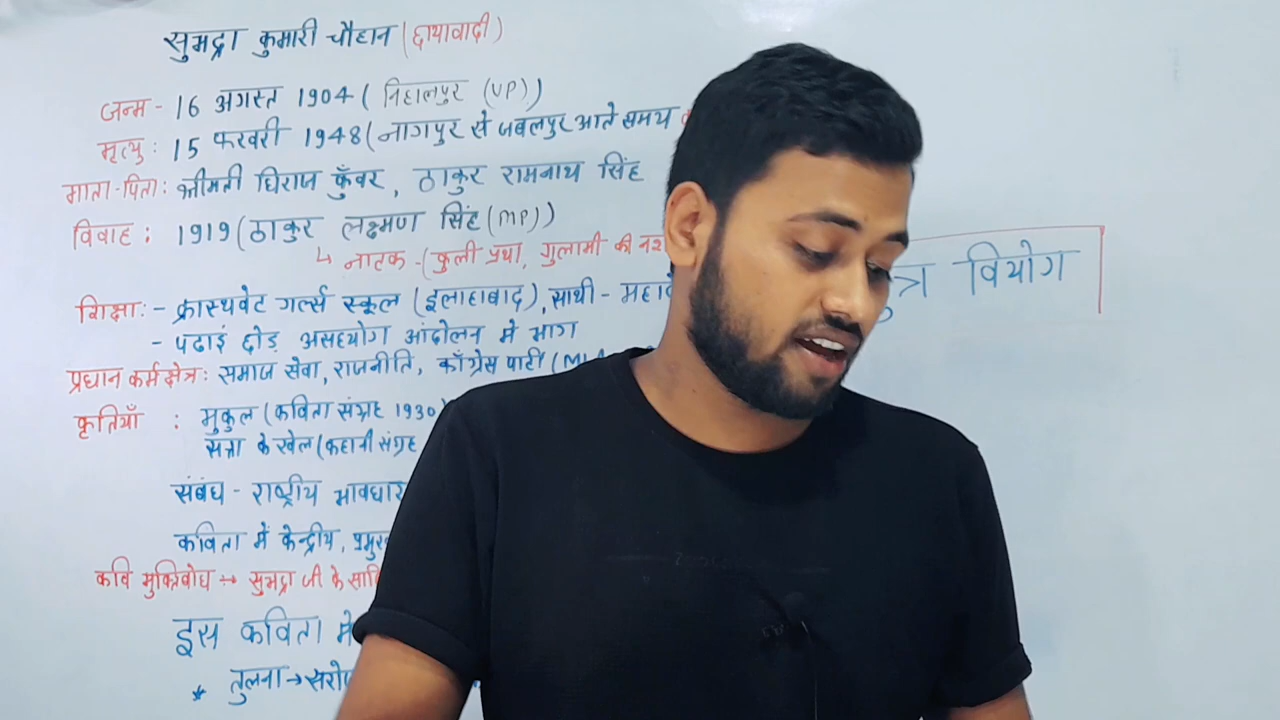 सुभद्रा कुमारी चौहान (छायावादी)
जन्म - 16 अगस्त 1904 ( निहालपुर (UP))
मृत्यु : 15 फरवरी 1948 ( नागपुर से जबलपुर आते समय
माता-पिता : श्रीमती धिराज कुँवर, ठाकुर रामनाथ सिंह
विवाह : 1919 (ठाकुर लक्ष्मण सिंह (MP))
↳ नाटक - (कुली प्रथा, गुलामी की नशा
शिक्षा : - क्रास्थवेट गर्ल्स स्कूल (इलाहाबाद), साथी - महादे
- पढाई छोड़ असहयोग आंदोलन में भाग
प्रधान कर्म क्षेत्र : समाज सेवा, राजनीति, काँग्रेस पार्टी (MLA
कृतियाँ : मुकुल (कविता संग्रह 1930)
के खेल (कहानी संग्रह
संबंध - राष्ट्रीय भावधार
कविता में केन्द्रीय, प्रमुख
कवि मुक्तिबोध → सुभद्रा जी के साहि
इस कविता में
* तुलना → सरो
त्र वियोग